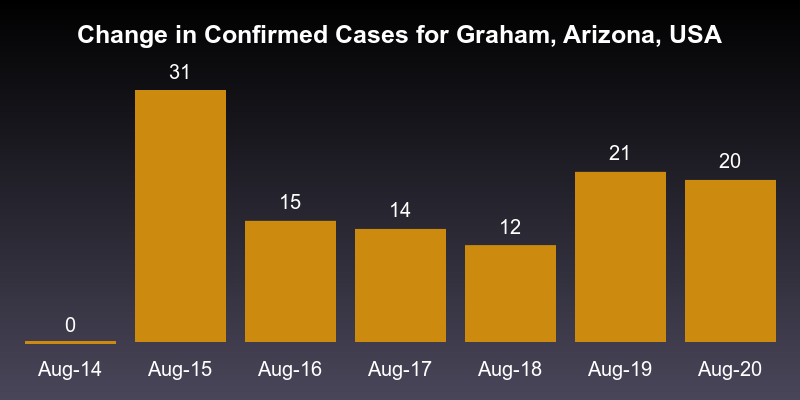 Change in Confirmed Cases for Graham, Arizona, USA
0
31
15
14
12
21
20
Aug-14
Aug-15
Aug-16
Aug-17
Aug-18
Aug-19
Aug-20